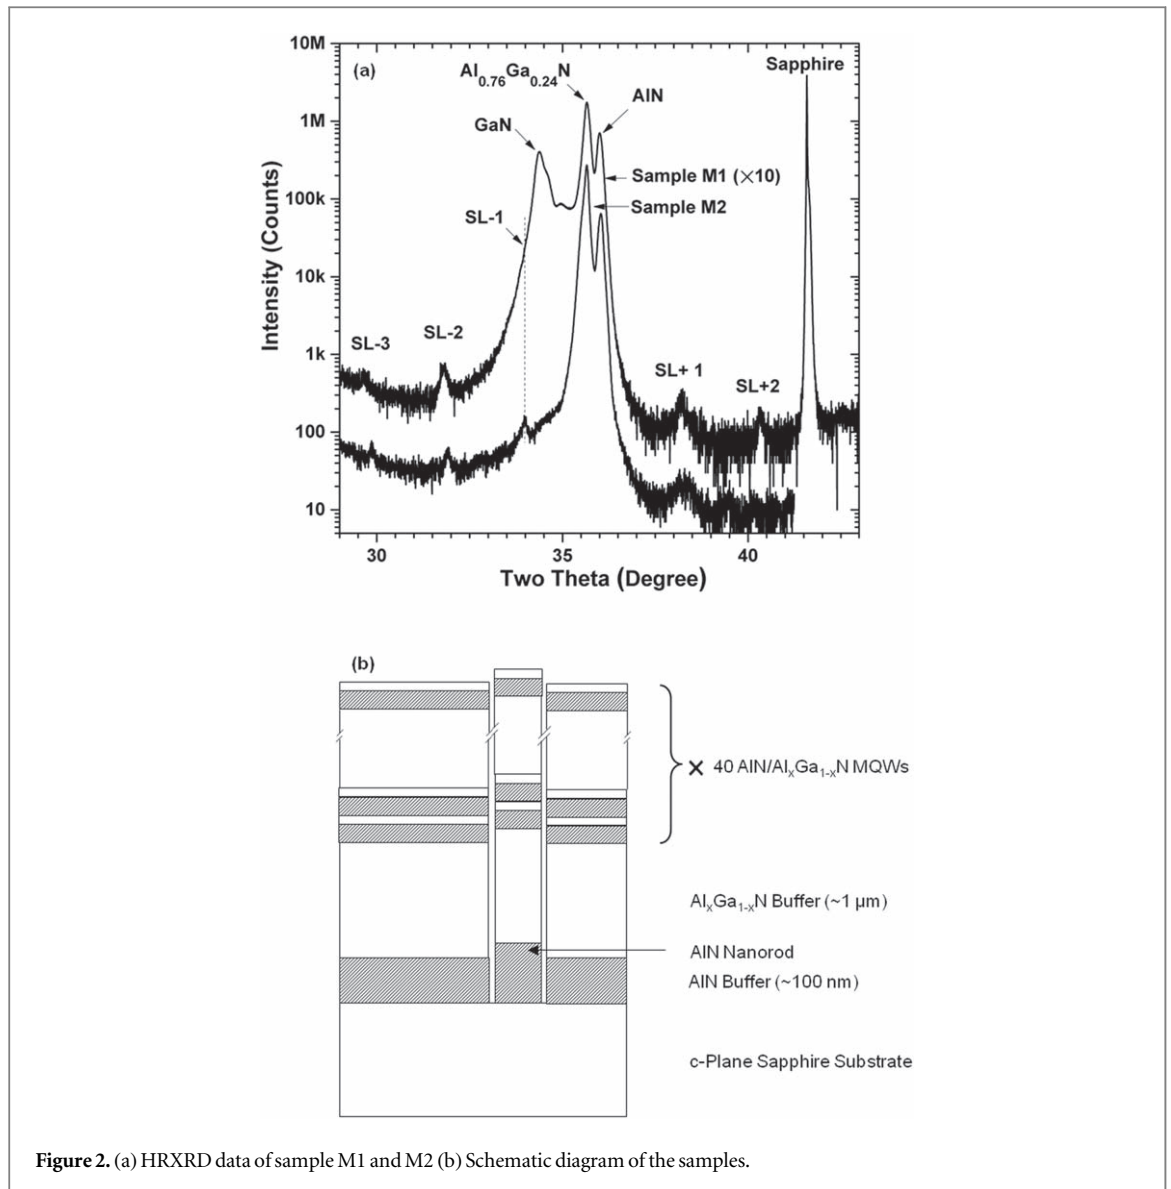 (a)
10M
1M
100k
10k
1k
100
10
Intensity (Counts)
Al0.76Ga0.24N
GaN
AlN
Sapphire
Sample M1 (×10)
Sample M2
SL-1
SL-2
SL-3
SL+ 1
SL+2
30 35 40
Two Theta (Degree)
(b)
× 40 AlN/AlxGa1-xN MQWs
AlxGa1-xN Buffer (~1 µm)
AlN Nanorod
AlN Buffer (~100 nm)
c-Plane Sapphire Substrate
Figure 2. (a) HRXRD data of sample M1 and M2 (b) Schematic diagram of the samples.